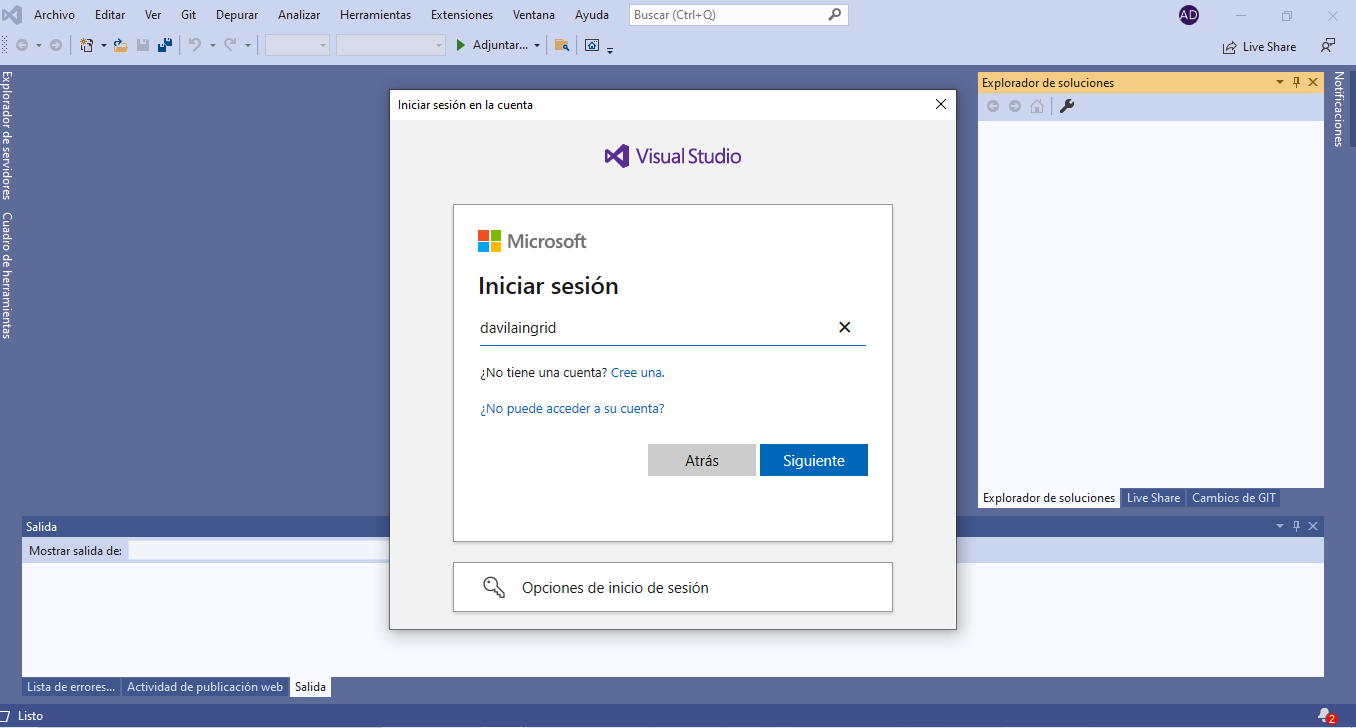 Archivo Editar Ver Git Depurar Analizar Herramientas Extensiones Ventana Ayuda Buscar (Ctrl+Q) AD
Adjuntar... Live Share
Explorador de servidores
Cuadro de herramientas
Iniciar sesión en la cuenta
Visual Studio
Microsoft
Iniciar sesión
davilaingrid
¿No tiene una cuenta? Cree una.
¿No puede acceder a su cuenta?
Atrás Siguiente
Opciones de inicio de sesión
Explorador de soluciones
Explorador de soluciones Live Share Cambios de GIT
Notificaciones
Salida
Mostrar salida de:
Lista de errores... Actividad de publicación web Salida
Listo 2